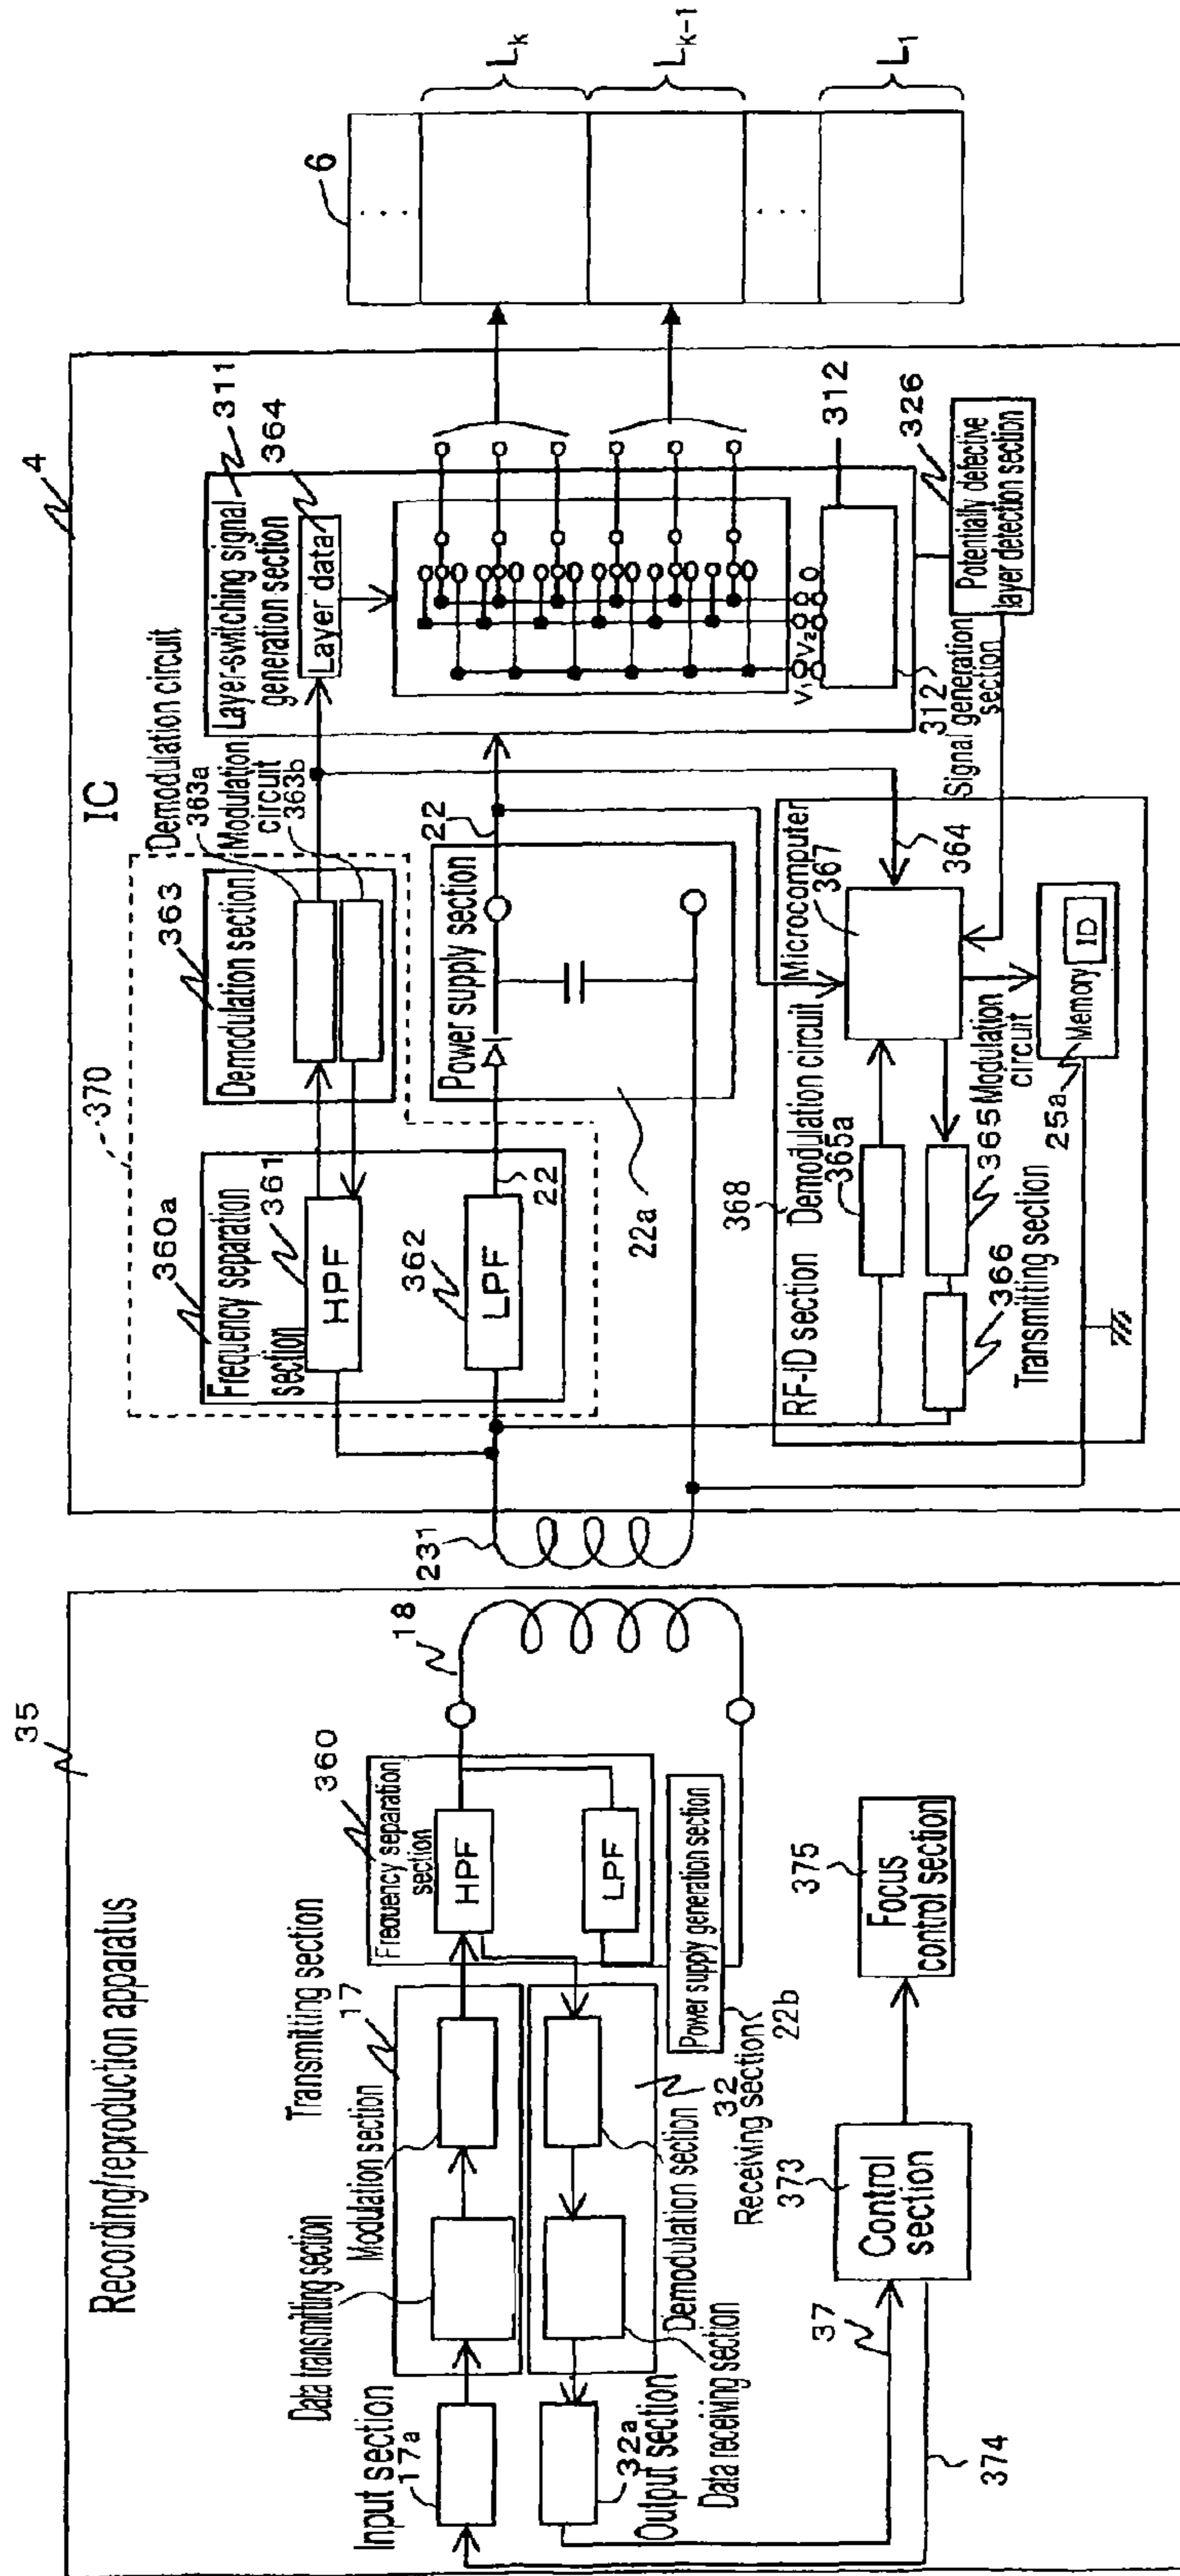 35
Recording/reproduction apparatus
Input section
17a
Data transmitting section
Modulation section
Transmitting section
17
360
Frequency separation
section
HPF
LPF
18
Power supply generation section
22b
Receiving section
32
Demodulation section
Data receiving section
Output section
32a
37
373
Control
section
374
375
Focus
control section
4
IC
231
370
360a
Frequency separation
section
361
HPF
362
LPF
22
363
Demodulation section
Demodulation circuit
363a
Modulation
circuit
363b
Power supply section
22
22a
Layer-switching signal
generation section
311
364
Layer data
V1
V2
O
312
312
Signal generation
section
326
Potentially defective
layer detection section
RF-ID section
368
Demodulation circuit
365a
Microcomputer
367
364
365
Modulation
circuit
366
Transmitting section
25a
Memory
ID
6
...
Lk
Lk-1
...
L1